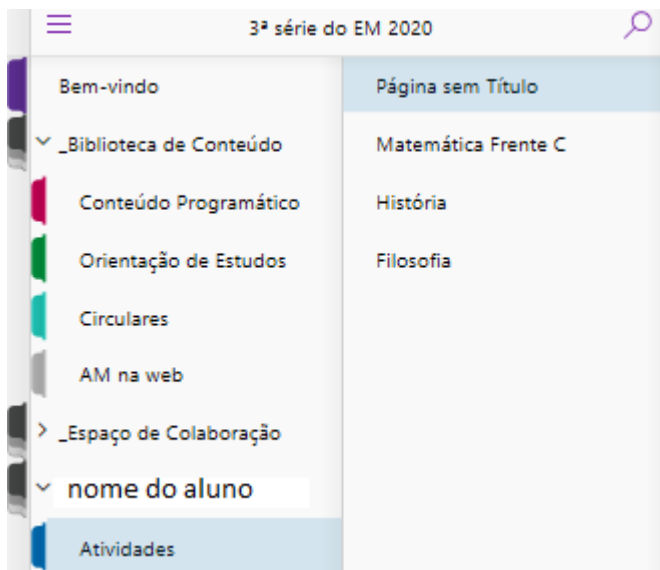 3ª série do EM 2020
Bem-vindo
_Biblioteca de Conteúdo
Conteúdo Programático
Orientação de Estudos
Circulares
AM na web
_Espaço de Colaboração
nome do aluno
Atividades
Página sem Título
Matemática Frente C
História
Filosofia